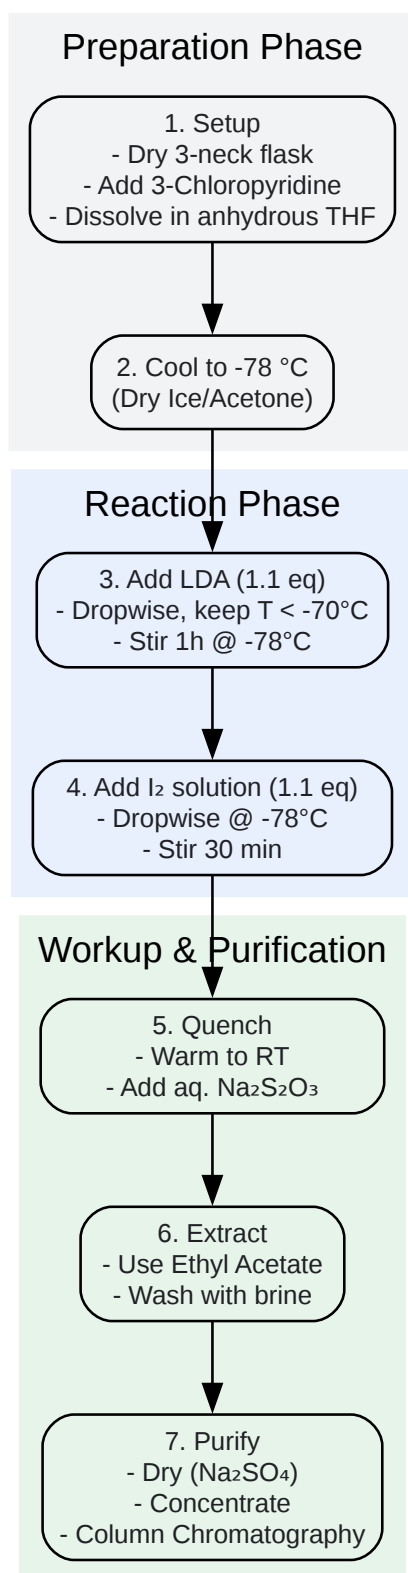 Preparation Phase
1. Setup
- Dry 3-neck flask
- Add 3-Chloropyridine
- Dissolve in anhydrous THF
2. Cool to -78 °C
(Dry Ice/Acetone)
Reaction Phase
3. Add LDA (1.1 eq)
- Dropwise, keep T < -70°C
- Stir 1h @ -78°C
4. Add I₂ solution (1.1 eq)
- Dropwise @ -78°C
- Stir 30 min
Workup & Purification
5. Quench
- Warm to RT
- Add aq. Na₂S₂O₃
6. Extract
- Use Ethyl Acetate
- Wash with brine
7. Purify
- Dry (Na₂SO₄)
- Concentrate
- Column Chromatography